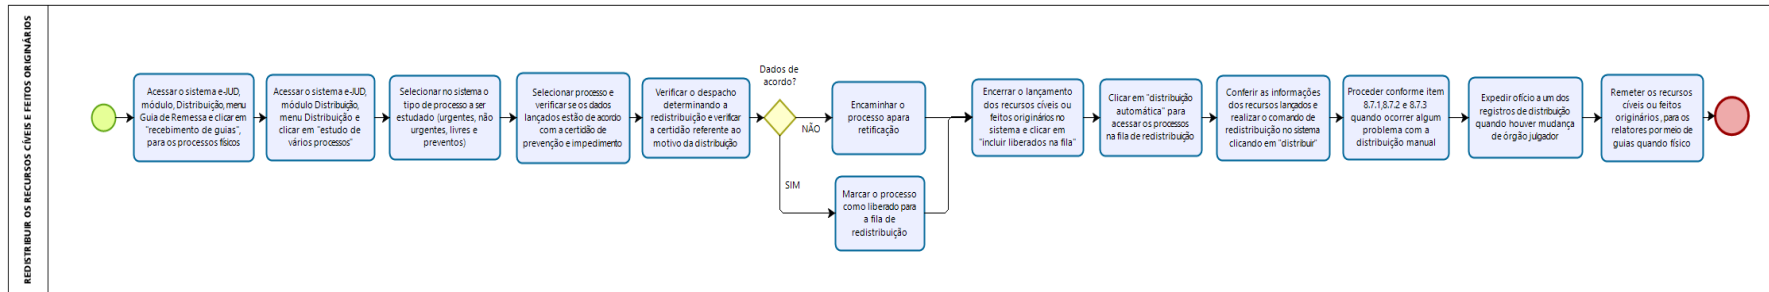 REDISTRIBUIR OS RECURSOS CÍVEIS E FEITOS ORIGINÁRIOS
Acessar o sistema e-JUD,
módulo, Distribuição, menu
Guia de Remessa e clicar em
"recebimento de guias",
para os processos físicos
Acessar o sistema e-JUD,
módulo Distribuição,
menu Distribuição e
clicar em "estudo de
vários processos"
Selecionar no sistema o
tipo de processo a ser
estudado (urgentes, não
urgentes, livres e
preventos)
Selecionar processo e
verificar se os dados
lançados estão de acordo
com a certidão de
prevenção e impedimento
Verificar o despacho
determinando a
redistribuição e verificar
a certidão referente ao
motivo da distribuição
Dados de
acordo?
NÃO
SIM
Encaminhar o
processo apara
retificação
Marcar o processo
como liberado para
a fila de
redistribuição
Encerrar o lançamento
dos recursos cíveis ou
feitos originários no
sistema e clicar em
"incluir liberados na fila"
Clicar em "distribuição
automática" para
acessar os processos
na fila de redistribuição
Conferir as informações
dos recursos lançados e
realizar o comando de
redistribuição no sistema
clicando em "distribuir"
Proceder conforme item
8.7.1,8.7.2 e 8.7.3
quando ocorrer algum
problema com a
distribuição manual
Expedir ofício a um dos
registros de distribuição
quando houver mudança
de órgão julgador
Remeter os recursos
cíveis ou feitos
originários , para os
relatores por meio de
guias quando físico